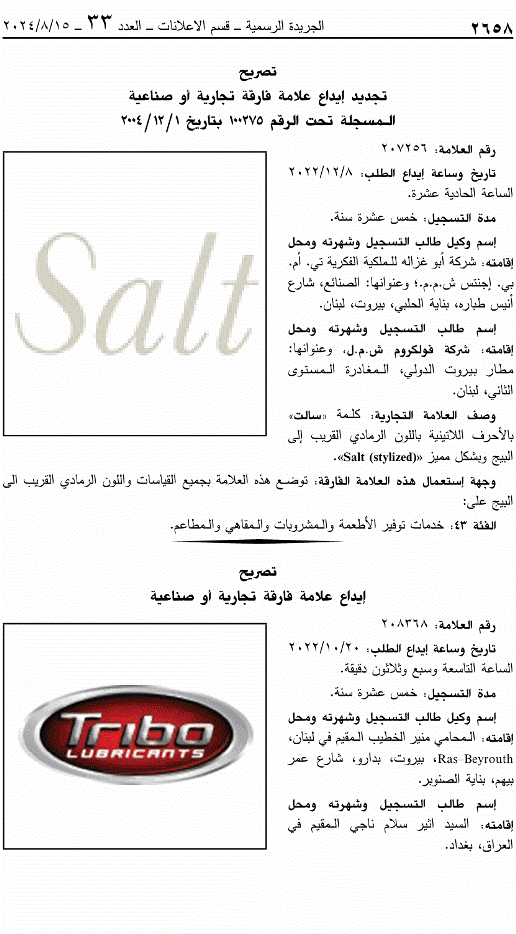 ٢٦٥٨
الجريدة الرسمية ــ قسم الاعلانات ــ العدد ٣٣ ــ ٢٠٢٤/٨/١٥
تصريح
تجديد إيداع علامة فارقة تجارية أو صناعية
المسجلة تحت الرقم ١٠٠٢٧٥ بتاريخ ٢٠٠٤/١٢/١
رقم العلامة: ٢٠٧٢٥٦
تاريخ وساعة إيداع الطلب: ٢٠٢٢/١٢/٨
الساعة الحادية عشرة.
مدة التسجيل: خمس عشرة سنة.
إسم وكيل طالب التسجيل وشهرته ومحل
إقامته: شركة أبو غزاله للملكية الفكرية تي. أم.
بي. إجنتس ش.م.م.؛ وعنوانها: الصنائع، شارع
أنيس طباره، بناية الحلبي، بيروت، لبنان.
إسم طالب التسجيل وشهرته ومحل
إقامته: شركة فولكروم ش.م.ل، وعنوانها:
مطار بيروت الدولي، المغادرة المستوى
الثاني، لبنان.
وصف العلامة التجارية: كلمة «سالت»
بالأحرف اللاتينية باللون الرمادي القريب إلى
البيج وبشكل مميز «Salt (stylized)».
Salt
وجهة إستعمال هذه العلامة الفارقة: توضع هذه العلامة بجميع القياسات واللون الرمادي القريب الى
البيج على:
الفئة ٤٣: خدمات توفير الأطعمة والمشروبات والمقاهي والمطاعم.
تصريح
إيداع علامة فارقة تجارية أو صناعية
رقم العلامة: ٢٠٨٣٦٨
تاريخ وساعة إيداع الطلب: ٢٠٢٢/١٠/٢٠
الساعة التاسعة وسبع وثلاثون دقيقة.
مدة التسجيل: خمس عشرة سنة.
إسم وكيل طالب التسجيل وشهرته ومحل
إقامته: المحامي منير الخطيب المقيم في لبنان،
Ras–Beyrouth، بيروت، بدارو، شارع عمر
بيهم، بناية الصنوبر.
إسم طالب التسجيل وشهرته ومحل
إقامته: السيد اثير سلام ناجي المقيم في
العراق، بغداد.
Tribo
LUBRICANTS